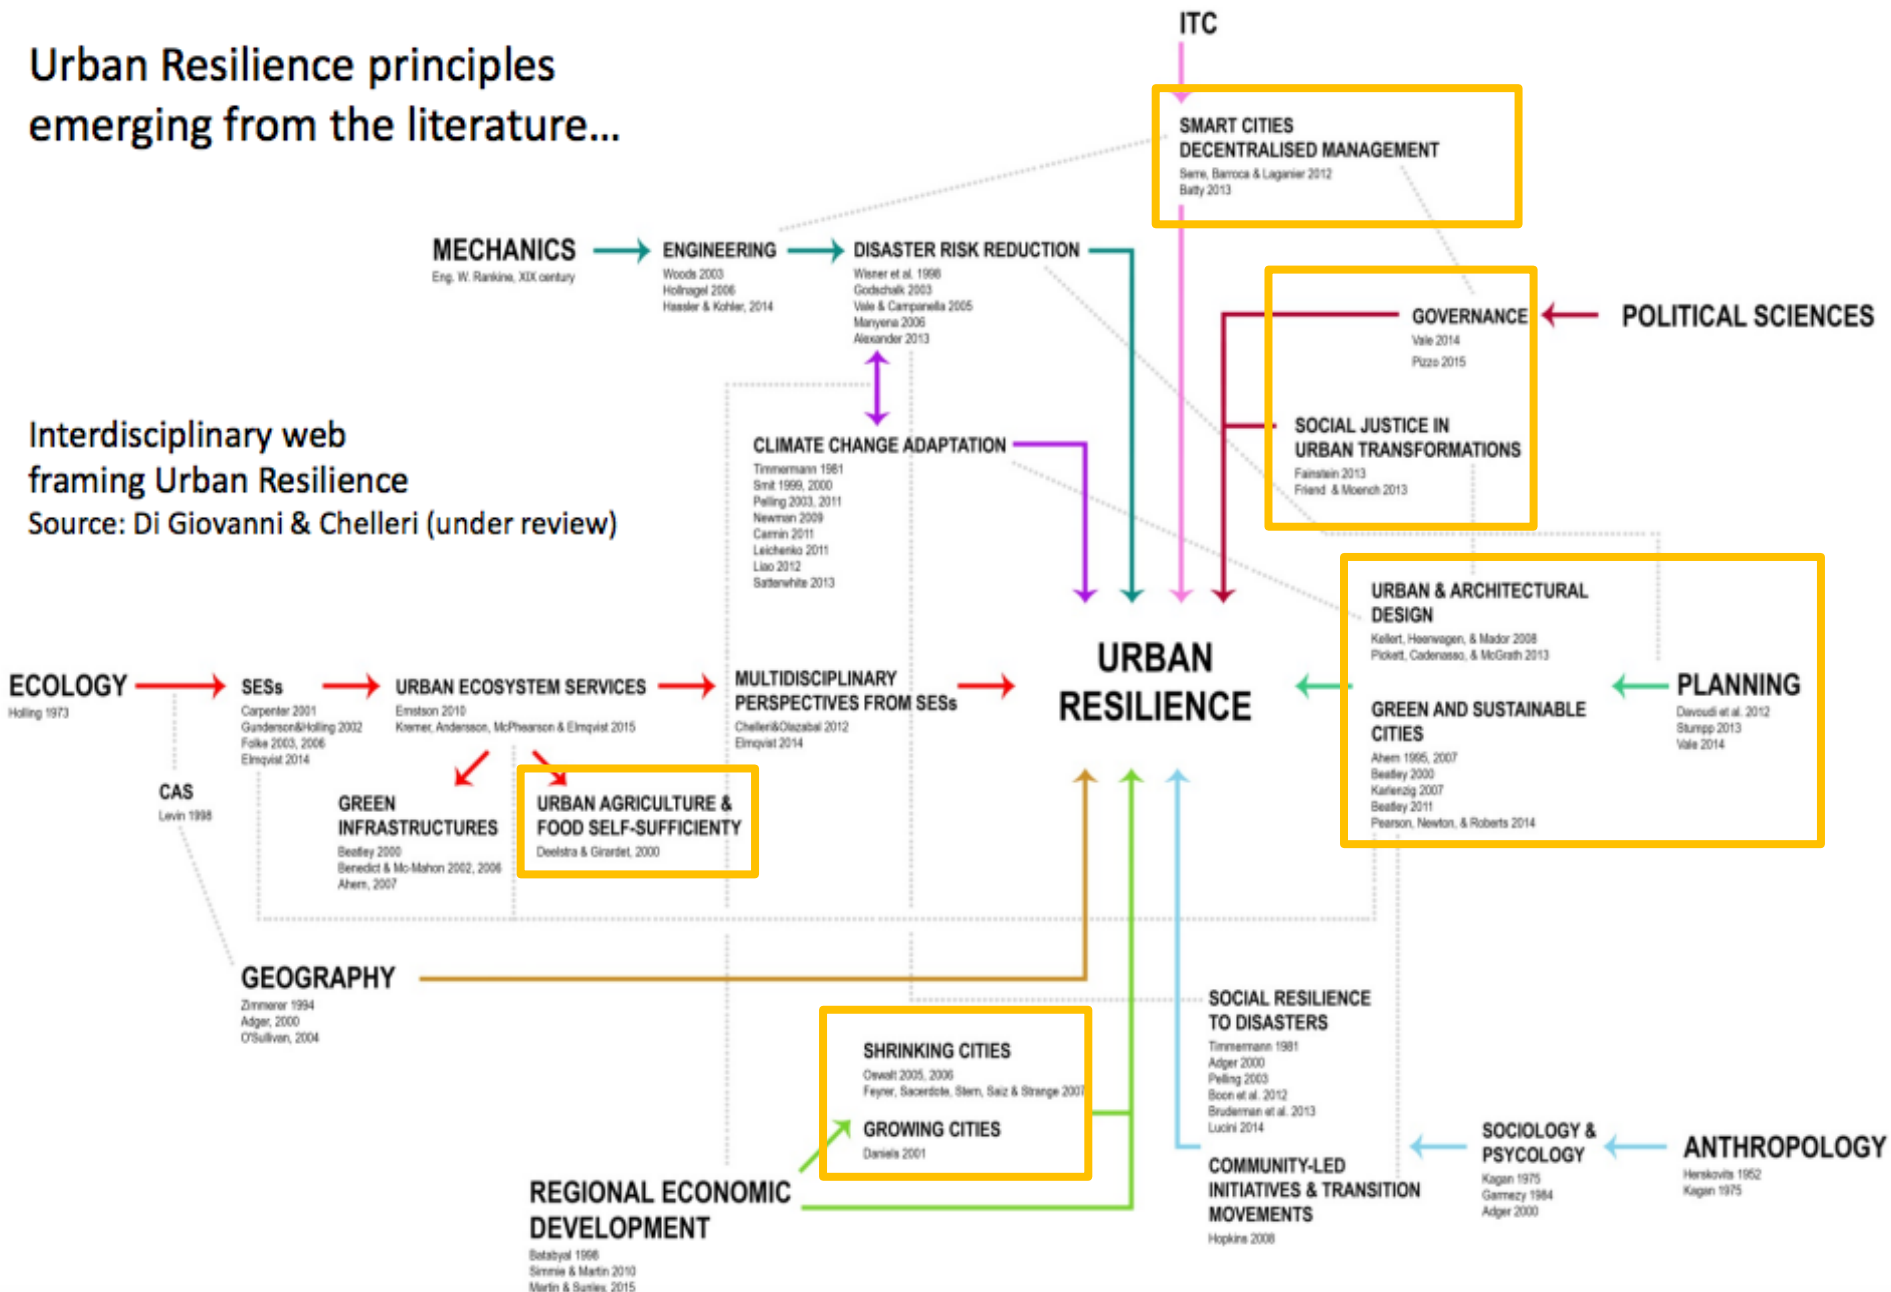 Urban Resilience principles
emerging from the literature...
Interdisciplinary web
framing Urban Resilience
Source: Di Giovanni & Chelleri (under review)
ITC
SMART CITIES
DECENTRALISED MANAGEMENT
Serre, Barroca & Laganier 2012
Batty 2013
MECHANICS
Eng. W. Rankine, XIX century
ENGINEERING
Woods 2003
Hollnagel 2006
Hassler & Kohler, 2014
DISASTER RISK REDUCTION
Wisner et al. 1998
Godschalk 2003
Vale & Campanella 2005
Manyena 2006
Alexander 2013
GOVERNANCE
Vale 2014
Pizzo 2015
POLITICAL SCIENCES
SOCIAL JUSTICE IN
URBAN TRANSFORMATIONS
Fainstein 2013
Friend & Moench 2013
CLIMATE CHANGE ADAPTATION
Timmermann 1981
Smit 1999, 2000
Pelling 2003, 2011
Newman 2009
Carmin 2011
Leichenko 2011
Liao 2012
Satterwhite 2013
URBAN & ARCHITECTURAL
DESIGN
Kellert, Heerwagen, & Mador 2008
Pickett, Cadenasso, & McGrath 2013
GREEN AND SUSTAINABLE
CITIES
Ahern 1995, 2007
Beatley 2000
Karlenzig 2007
Beatley 2011
Pearson, Newton, & Roberts 2014
PLANNING
Davoudi et al. 2012
Stumpp 2013
Vale 2014
URBAN
RESILIENCE
ECOLOGY
Holling 1973
SESs
Carpenter 2001
Gunderson&Holling 2002
Folke 2003, 2006
Elmqvist 2014
URBAN ECOSYSTEM SERVICES
Ernstson 2010
Kremer, Andersson, McPhearson & Elmqvist 2015
MULTIDISCIPLINARY
PERSPECTIVES FROM SESs
Chelleri&Olazabal 2012
Elmqvist 2014
CAS
Levin 1998
GREEN
INFRASTRUCTURES
Beatley 2000
Benedict & Mc-Mahon 2002, 2006
Ahern, 2007
URBAN AGRICULTURE &
FOOD SELF-SUFFICIENTY
Deelstra & Girardet, 2000
GEOGRAPHY
Zimmerer 1994
Adger, 2000
O'Sullivan, 2004
SHRINKING CITIES
Oswalt 2005, 2006
Feyrer, Sacerdote, Stern, Saiz & Strange 2007
GROWING CITIES
Daniels 2001
REGIONAL ECONOMIC
DEVELOPMENT
Batabyal 1998
Simmie & Martin 2010
Martin & Sunley, 2015
SOCIAL RESILIENCE
TO DISASTERS
Timmermann 1981
Adger 2000
Pelling 2003
Boon et al. 2012
Bruderman et al. 2013
Lucini 2014
COMMUNITY-LED
INITIATIVES & TRANSITION
MOVEMENTS
Hopkins 2008
SOCIOLOGY &
PSYCOLOGY
Kagan 1975
Garmezy 1984
Adger 2000
ANTHROPOLOGY
Herskovits 1952
Kagan 1975